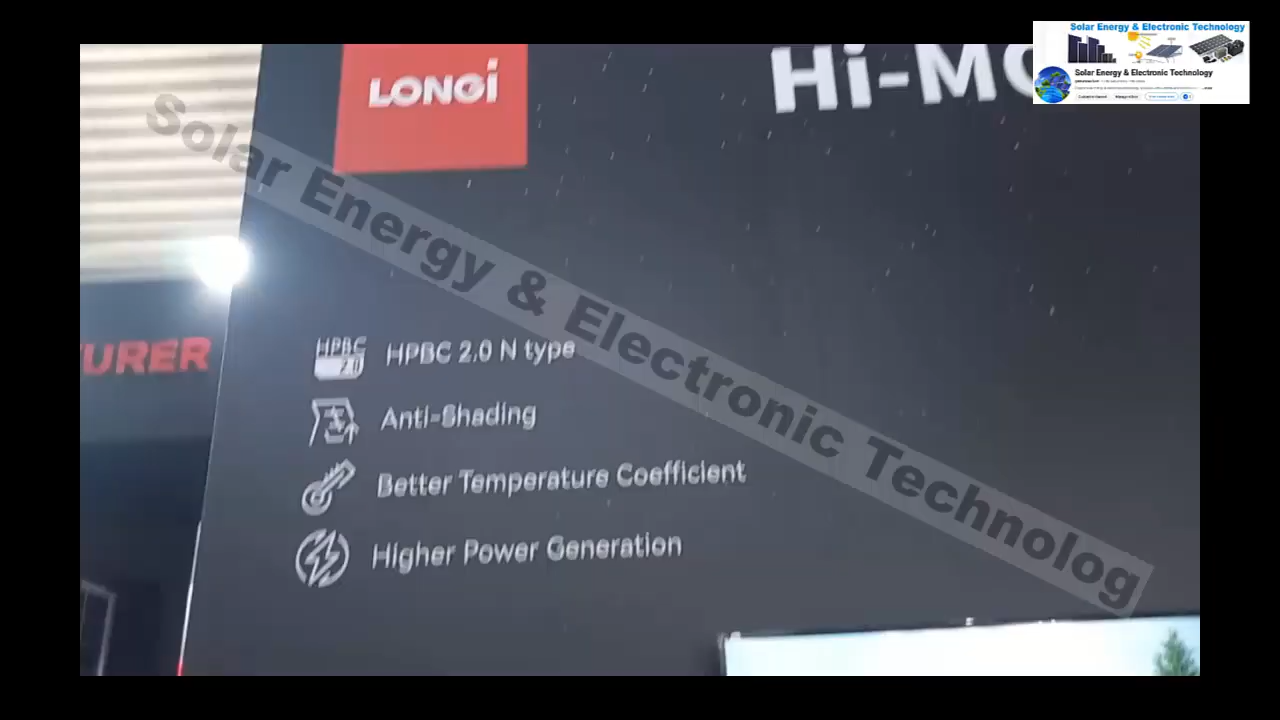 Solar Energy & Electronic Technology
Solar Energy & Electronic Technology
LONGi
Hi-MO
Solar Energy & Electronic Technolog
URER
HPBC
2.0
HPBC 2.0 N type
Anti-Shading
Better Temperature Coefficient
Higher Power Generation